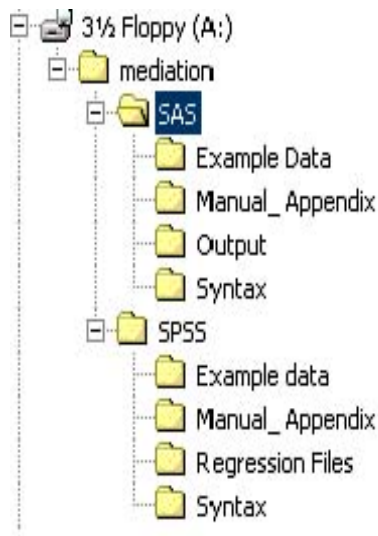 3½ Floppy (A:)
mediation
SAS
Example Data
Manual_ Appendix
Output
Syntax
SPSS
Example data
Manual_ Appendix
Regression Files
Syntax